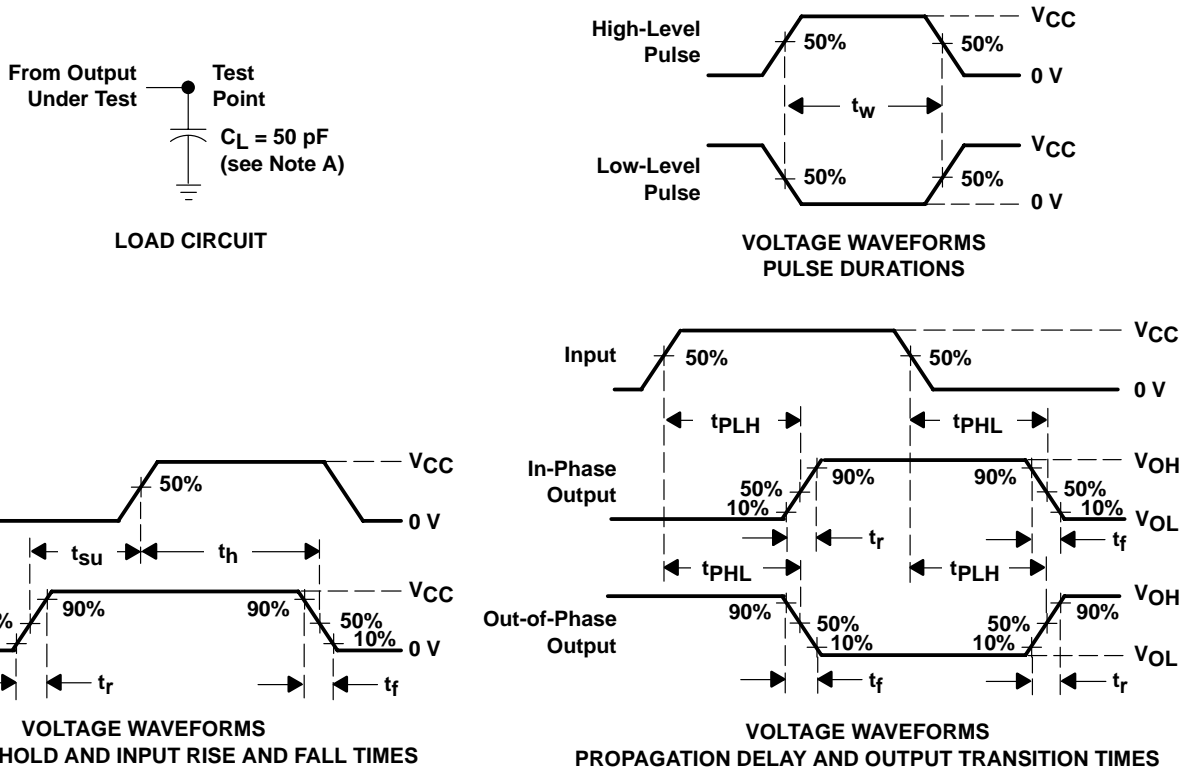 From Output
Under Test
Test
Point
CL = 50 pF
(see Note A)
LOAD CIRCUIT
High-Level
Pulse
50%
50%
VCC
0 V
tw
Low-Level
Pulse
50%
50%
VCC
0 V
VOLTAGE WAVEFORMS
PULSE DURATIONS
50%
VCC
0 V
tsu
th
90%
90%
50%
10%
VCC
0 V
tr
tf
VOLTAGE WAVEFORMS
HOLD AND INPUT RISE AND FALL TIMES
Input
50%
50%
VCC
0 V
tPLH
tPHL
In-Phase
Output
50%
10%
90%
90%
50%
10%
VOH
VOL
tr
tf
tPHL
tPLH
Out-of-Phase
Output
90%
50%
10%
50%
10%
90%
VOH
VOL
tf
tr
VOLTAGE WAVEFORMS
PROPAGATION DELAY AND OUTPUT TRANSITION TIMES